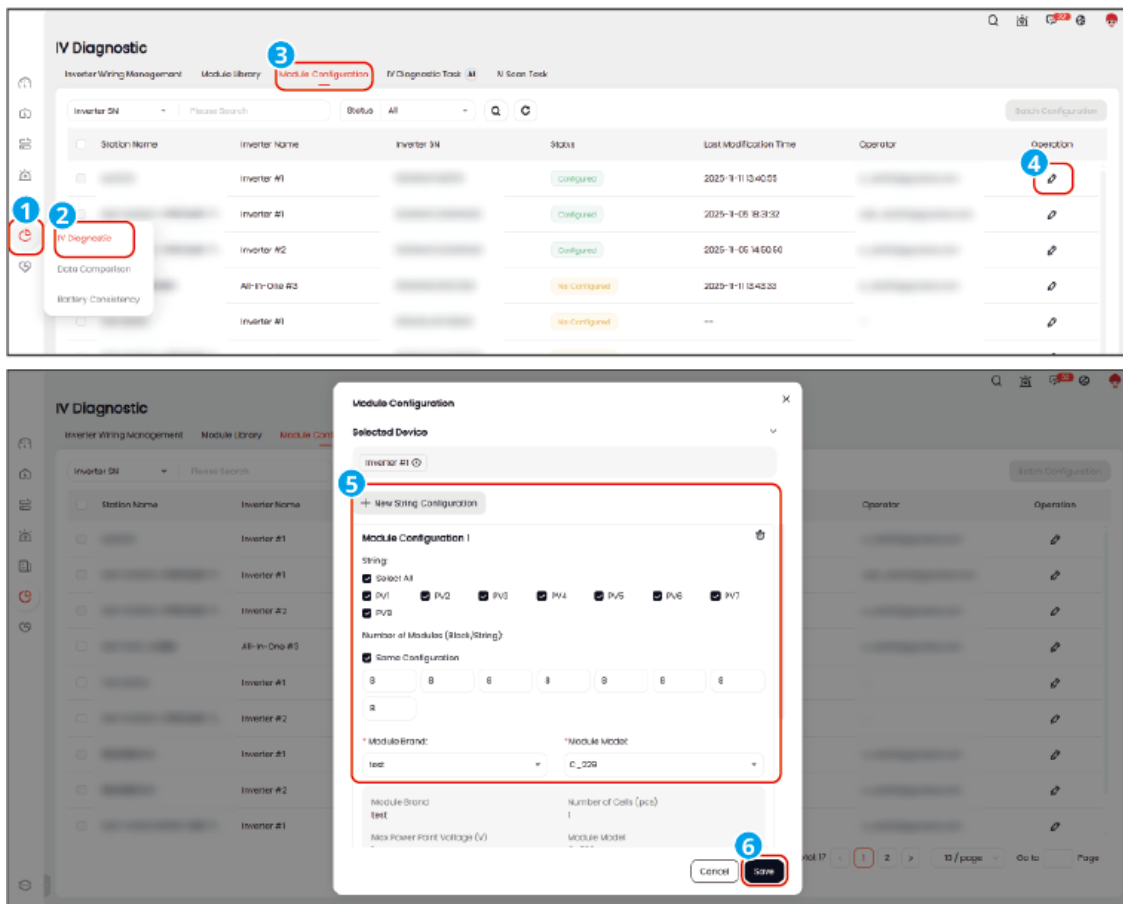 IV Diagnostic
3
Inverter Wiring Management Module Library Module Configuration IV Diagnostic Task AI IV Scan Task
Inverter SN Please Search Status All Batch Configuration
Station Name Inverter Name Inverter SN Status Last Modification Time Operator Operation
4
Inverter #1 Configured 2025-11-11 13:40:55
1 2
Inverter #1 Configured 2025-11-05 18:31:32
IV Diagnostic
Inverter #2 Configured 2025-11-05 14:50:50
Data Comparison
All-In-One #3 No Configured 2025-11-11 13:43:33
Battery Consistency
Inverter #1 No Configured --
IV Diagnostic
Inverter Wiring Management Module Library Module Conf
Inverter SN Please Search Batch Configuration
Station Name Inverter Name Operator Operation
Inverter #1
Inverter #1
Inverter #2
All-In-One #3
Inverter #1
Inverter #2
Inverter #1
Inverter #2
Inverter #1
Module Configuration
Selected Device
Inverter #1
5
+ New String Configuration
Module Configuration 1
String:
Select All
PV1 PV2 PV3 PV4 PV5 PV6 PV7
PV8
Number of Modules (Block/String):
Same Configuration
8 8 8 8 8 8 8
8
* Module Brand: *Module Model:
test C_329
Module Brand Number of Cells (pcs)
test 1
Max Power Point Voltage (V) Module Model
6
Cancel Save
17 1 2 10 / page Go to Page